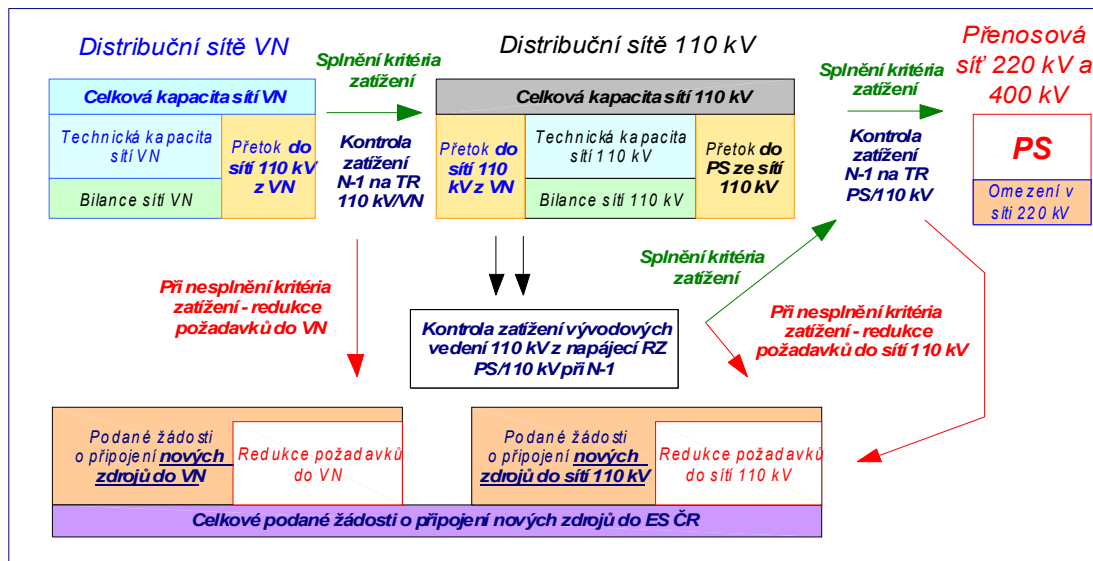 Distribuční sítě VN
Splnění kritéria
zatížení
Distribuční sítě 110 kV
Splnění kritéria
zatížení
Přenosová
síť 220 kV a
400 kV
Celková kapacita sítí VN
Technická kapacita
sítí VN
Bilance sítí VN
Přetok do
sítí 110 kV
z VN
Kontrola
zatížení
N-1 na TR
110 kV/VN
Celková kapacita sítí 110 kV
Přetok do
sítí 110
kV z VN
Technická kapacita
sítí 110 kV
Bilance sítí 110 kV
Přetok do
PS ze sítí
110 kV
Kontrola
zatížení
N-1 na TR
PS/110 kV
PS
Omezení v
síti 220 kV
Při nesplnění kritéria
zatížení - redukce
požadavků do VN
Splnění kritéria
zatížení
Kontrola zatížení vývodových
vedení 110 kV z napájecí RZ
PS/110 kV při N-1
Při nesplnění kritéria
zatížení - redukce
požadavků do sítí 110 kV
Podané žádosti
o připojení nových
zdrojů do VN
Redukce požadavků
do VN
Podané žádosti
o připojení nových
zdrojů do sítí 110 kV
Redukce požadavků
do sítí 110 kV
Celkové podané žádosti o připojení nových zdrojů do ES ČR